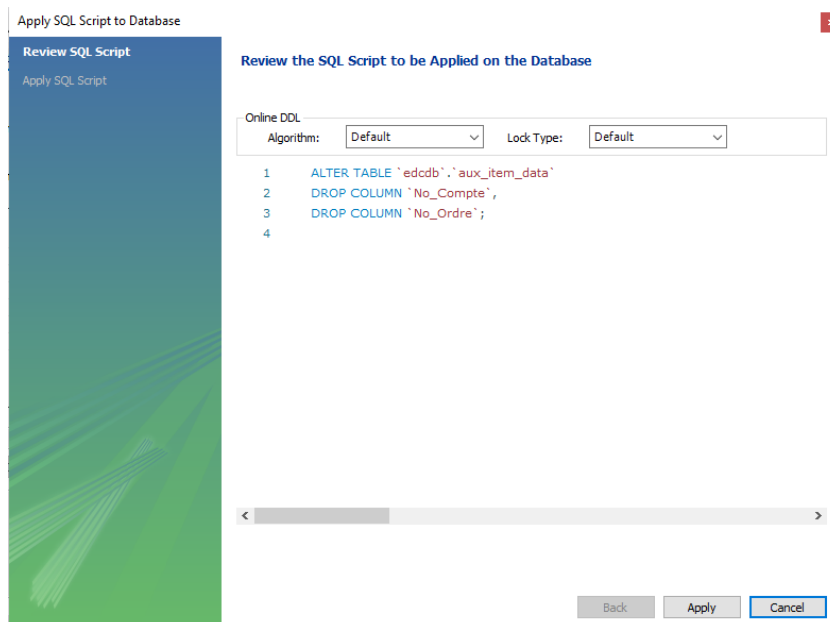 Apply SQL Script to Database
Review SQL Script
Apply SQL Script
Review the SQL Script to be Applied on the Database
Online DDL
Algorithm: Default Lock Type: Default
1 ALTER TABLE `edcdb`.`aux_item_data`
2 DROP COLUMN `No_Compte`,
3 DROP COLUMN `No_Ordre`;
4
Back Apply Cancel